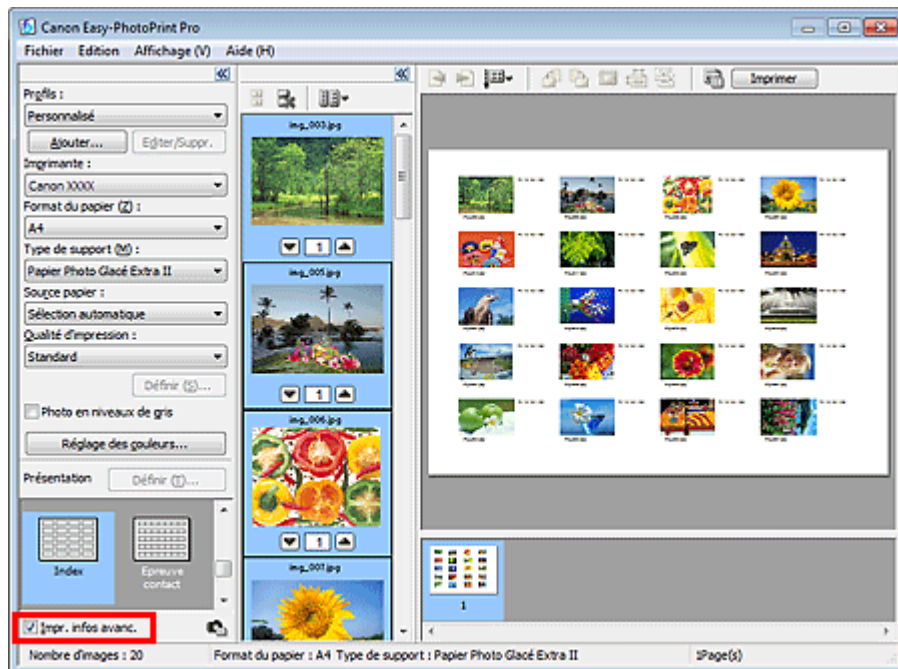 Canon Easy-PhotoPrint Pro
Fichier Edition Affichage (V) Aide (H)
Profils :
Personnalisé
Ajouter... Editer/Suppr.
Imprimante :
Canon XXXX
Format du papier (Z) :
A4
Type de support (M) :
Papier Photo Glacé Extra II
Source papier :
Sélection automatique
Qualité d'impression :
Standard
Définir (S)...
Photo en niveaux de gris
Réglage des couleurs...
Présentation Définir (T)...
Index
Epreuve
contact
Impr. infos avanc.
img_003.jpg
1
img_005.jpg
1
img_006.jpg
1
img_007.jpg
Imprimer
1
Nombre d'images : 20 Format du papier : A4 Type de support : Papier Photo Glacé Extra II 1Page(s)